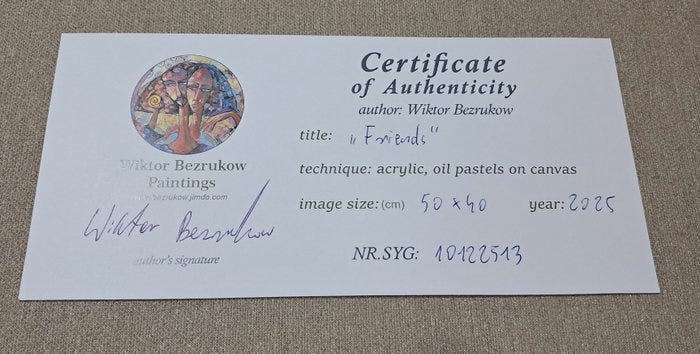 Certificate
of Authenticity
author: Wiktor Bezrukow
title: „Friends"
technique: acrylic, oil pastels on canvas
image size: (cm) 50 x 40 year: 2025
NR.SYG: 10122513
Wiktor Bezrukow
Paintings
bezrukow.jimdo.com
Wiktor Bezrukow
author's signature